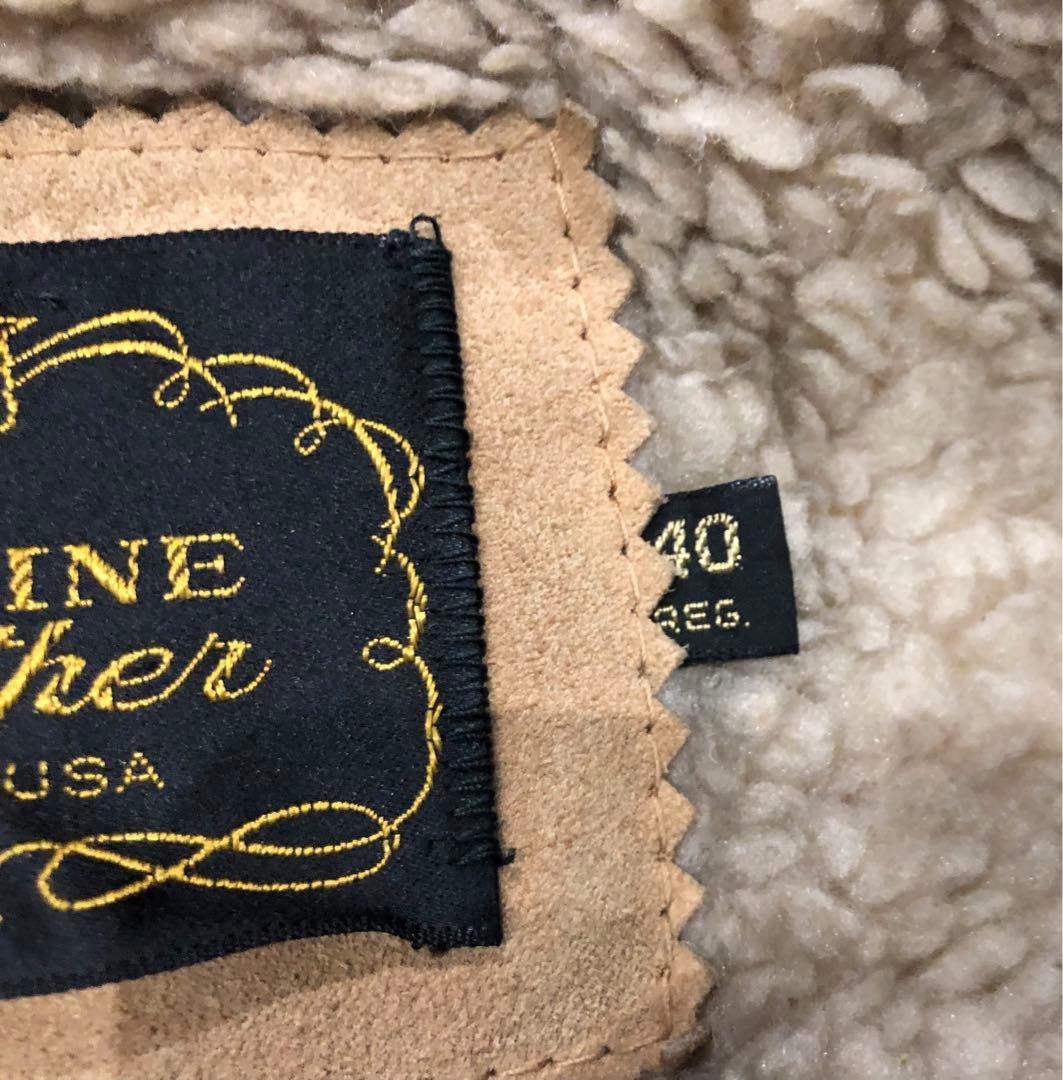 INE
ther
USA
40
REG.